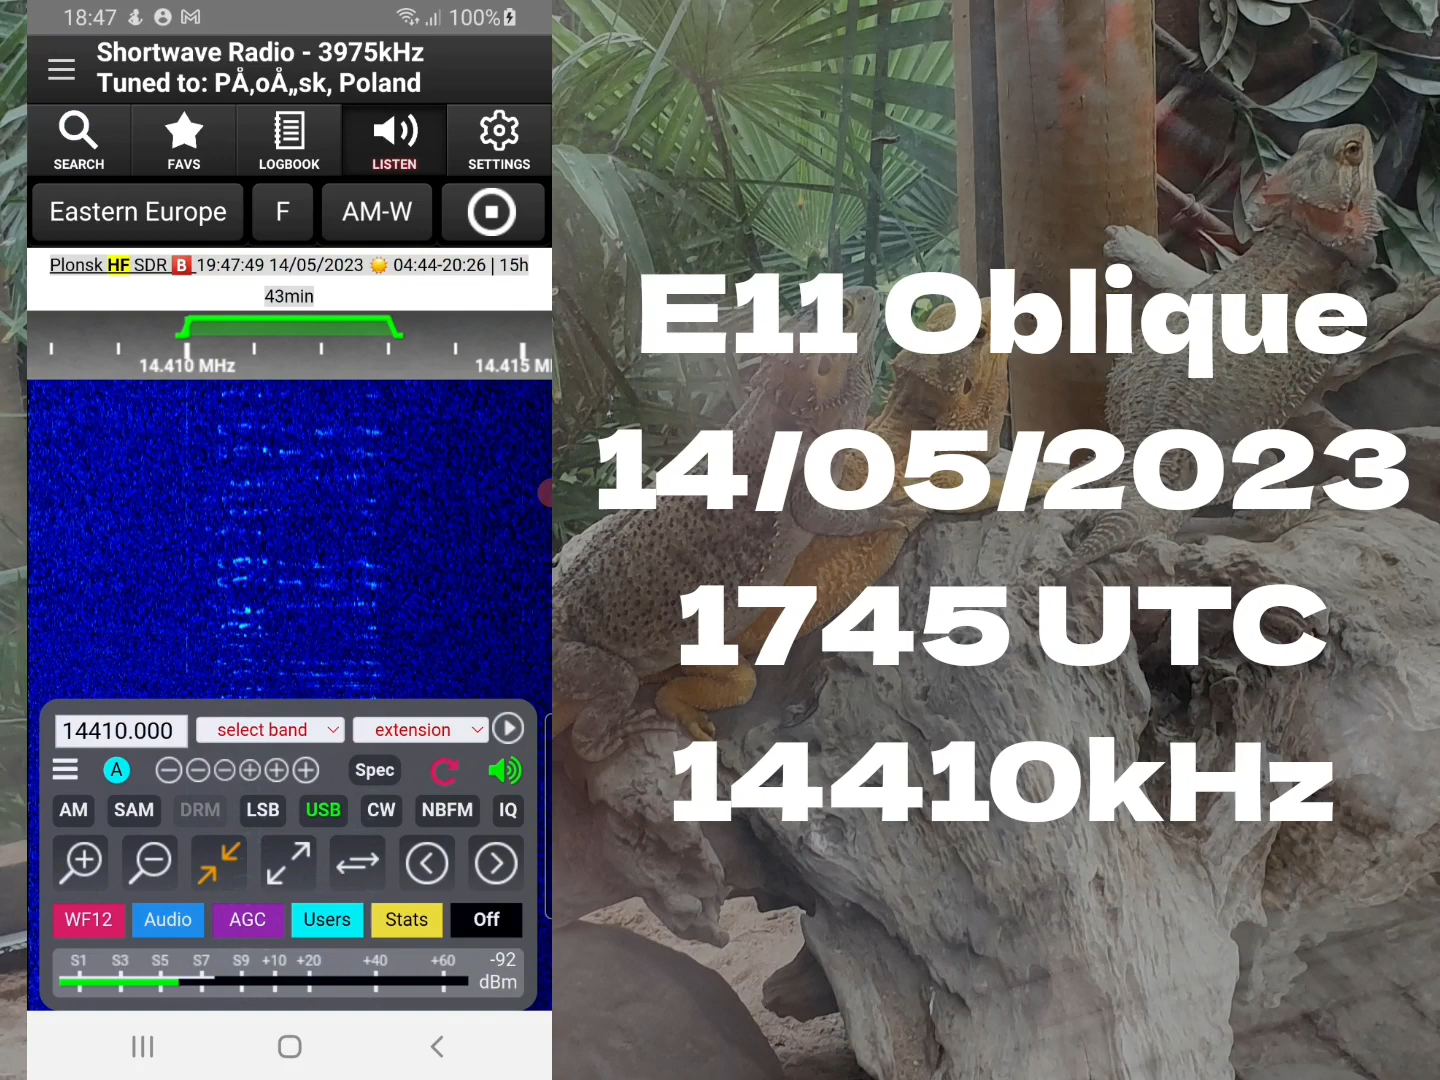 18:47
100%
Shortwave Radio - 3975kHz
Tuned to: PÅ‚oÅ„sk, Poland
SEARCH FAVS LOGBOOK LISTEN SETTINGS
Eastern Europe F AM-W
Plonsk HF SDR B 19:47:49 14/05/2023 ☀️ 04:44-20:26 | 15h
43min
14.410 MHz 14.415 M
14410.000 select band extension
A Spec
AM SAM DRM LSB USB CW NBFM IQ
WF12 Audio AGC Users Stats Off
S1 S3 S5 S7 S9 +10 +20 +40 +60 -92
dBm
E11 Oblique
14/05/2023
1745 UTC
14410kHz